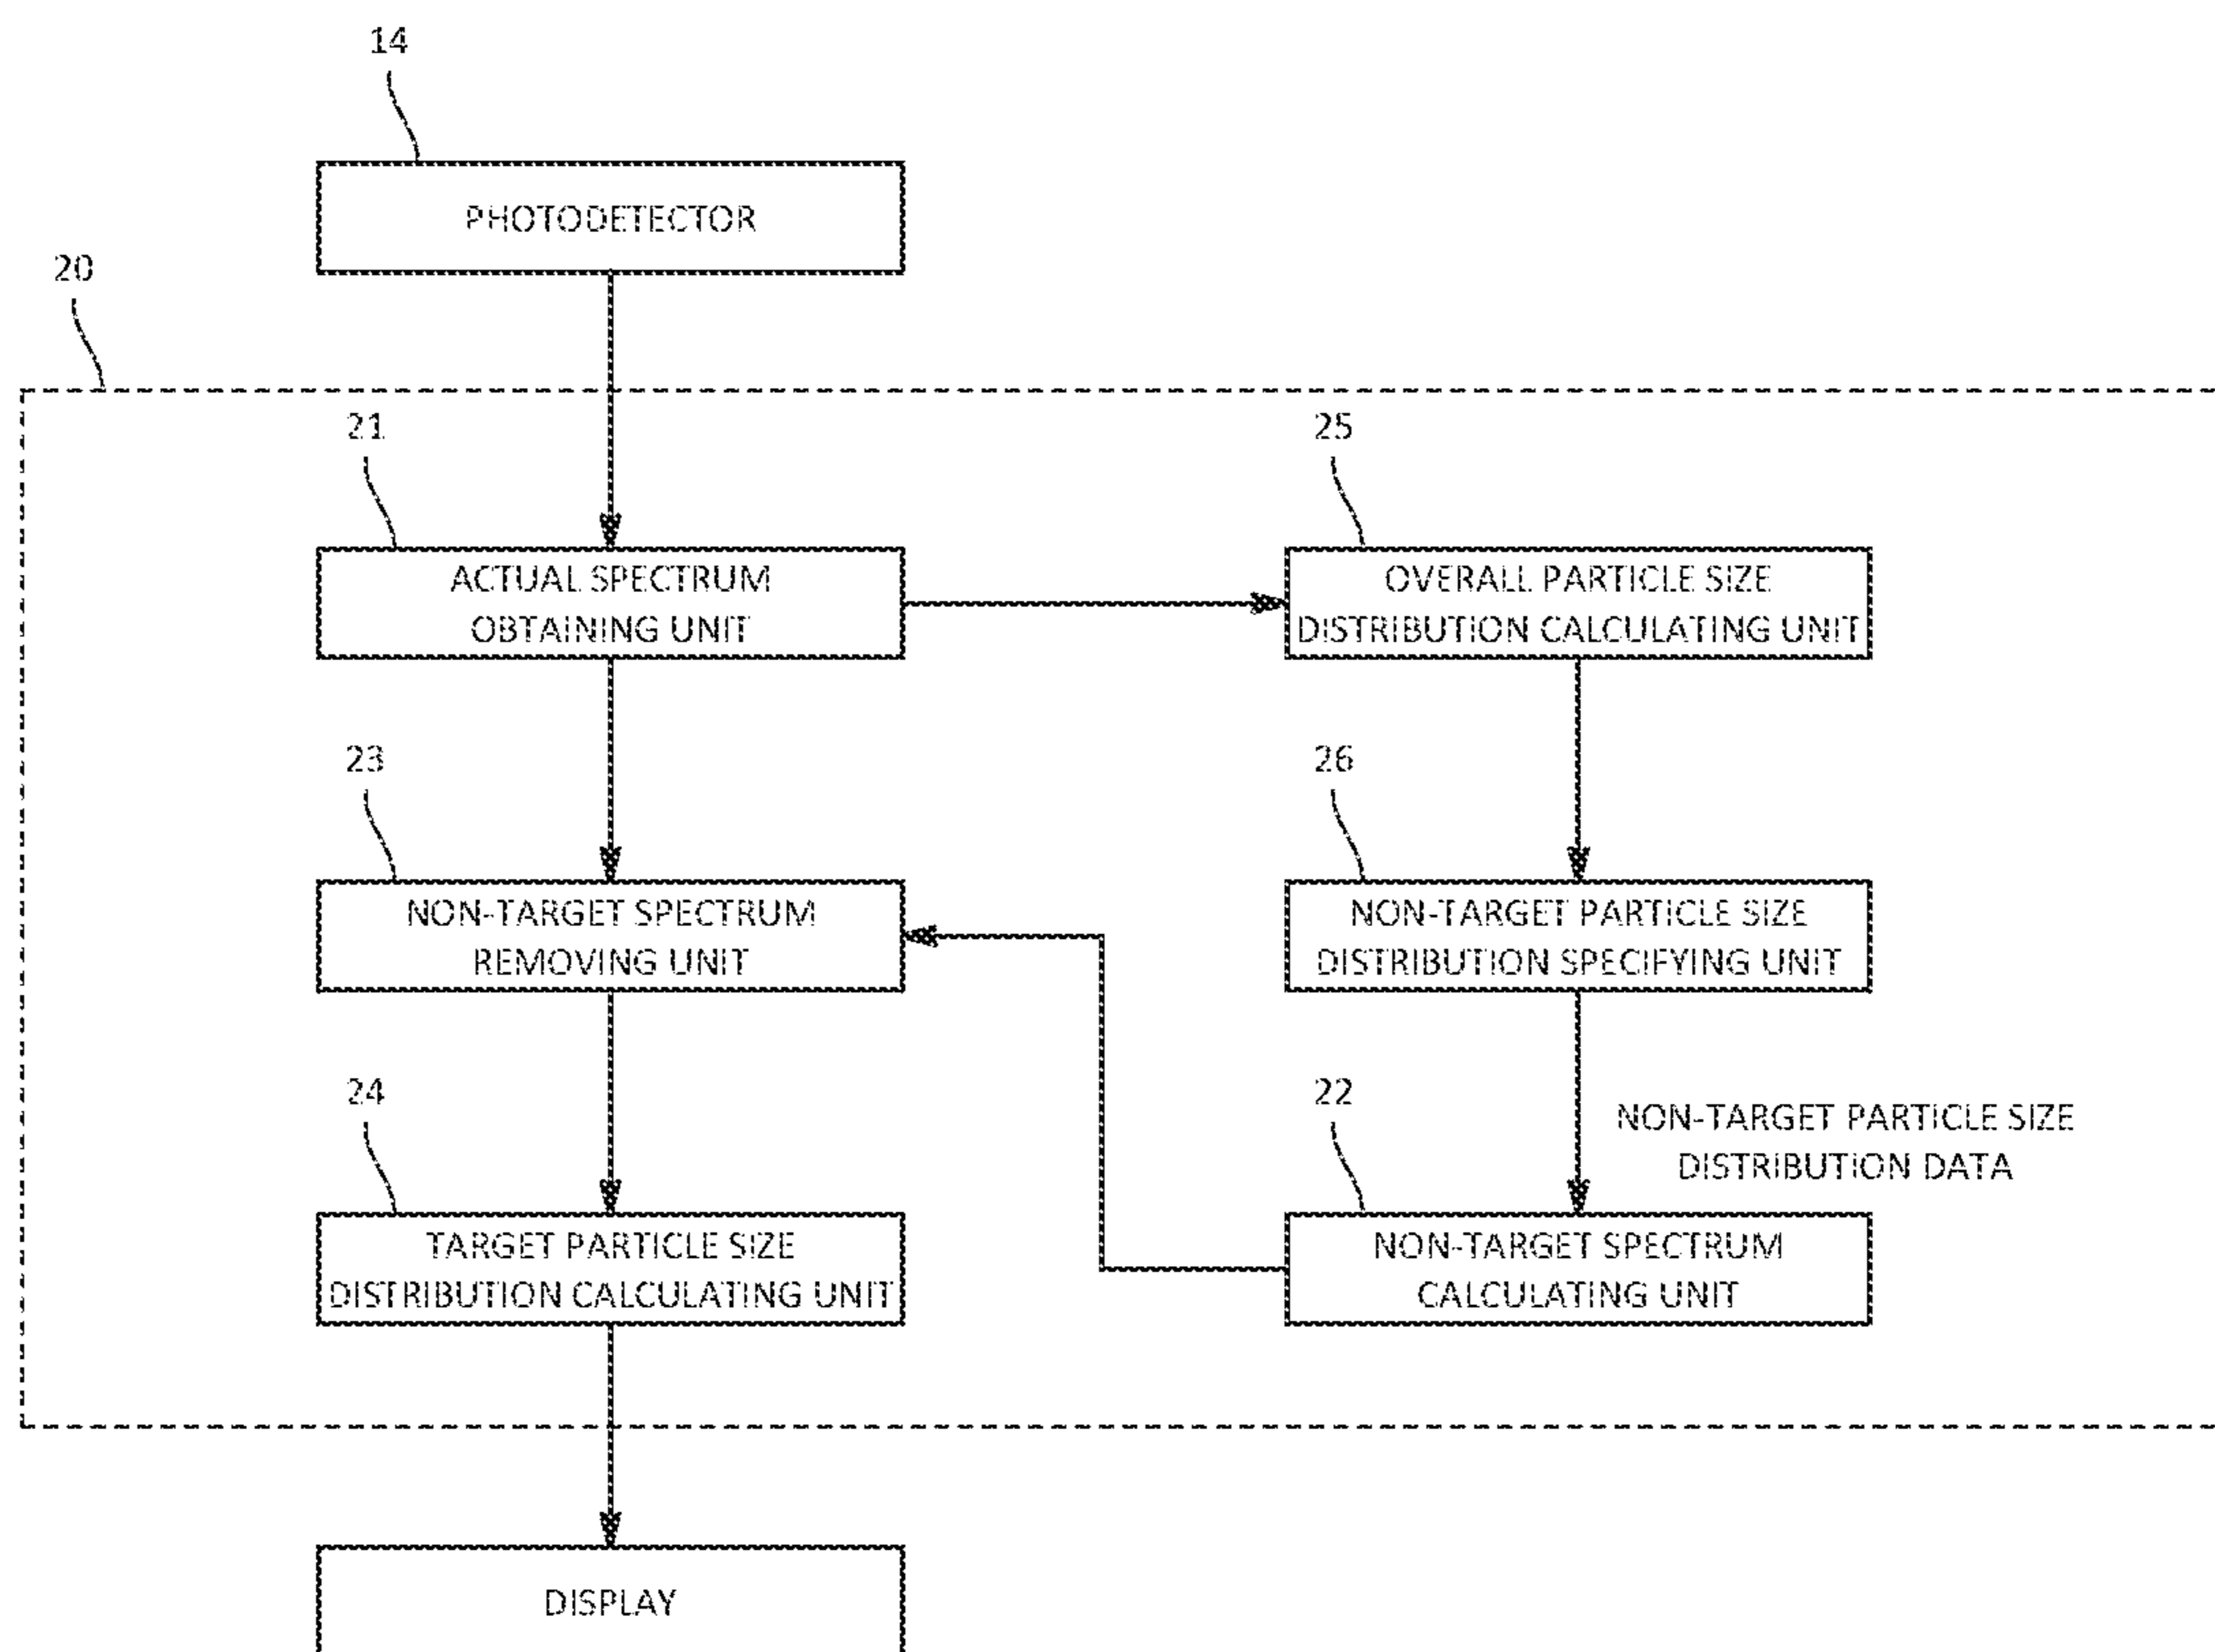 14
PHOTODETECTOR
20
21
ACTUAL SPECTRUM
OBTAINING UNIT
25
OVERALL PARTICLE SIZE
DISTRIBUTION CALCULATING UNIT
23
NON-TARGET SPECTRUM
REMOVING UNIT
26
NON-TARGET PARTICLE SIZE
DISTRIBUTION SPECIFYING UNIT
NON-TARGET PARTICLE SIZE
DISTRIBUTION DATA
24
TARGET PARTICLE SIZE
DISTRIBUTION CALCULATING UNIT
22
NON-TARGET SPECTRUM
CALCULATING UNIT
DISPLAY